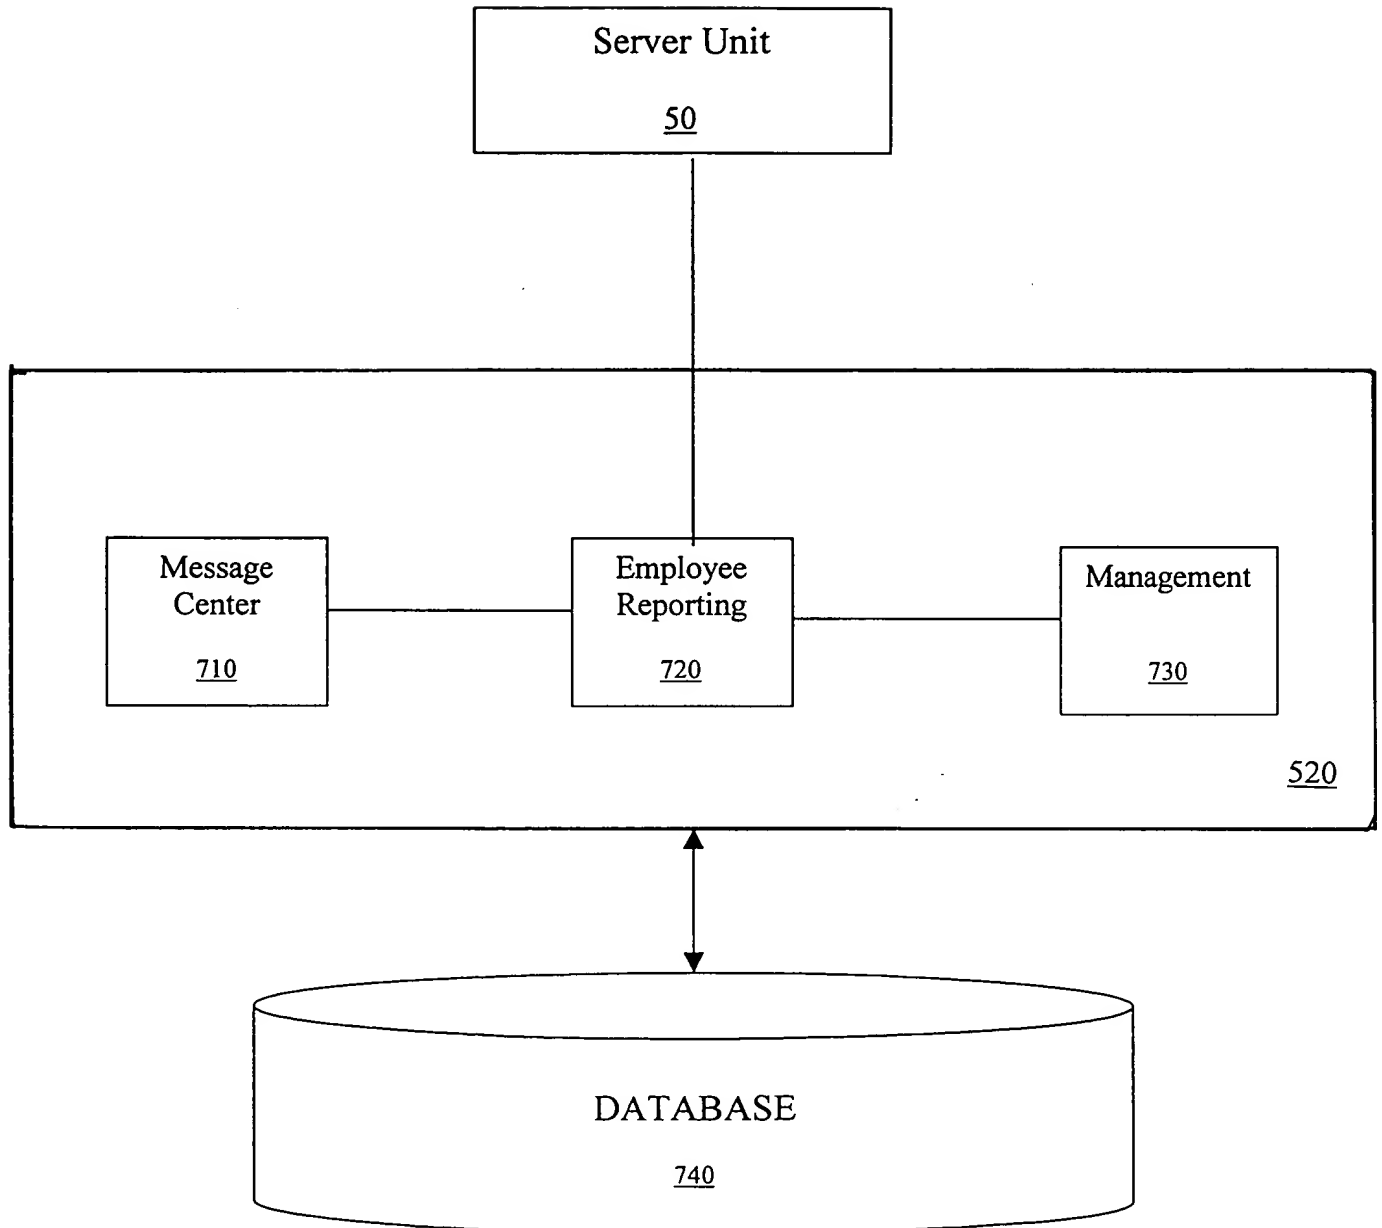 Server Unit
50
Message
Center
710
Employee
Reporting
720
Management
730
520
DATABASE
740